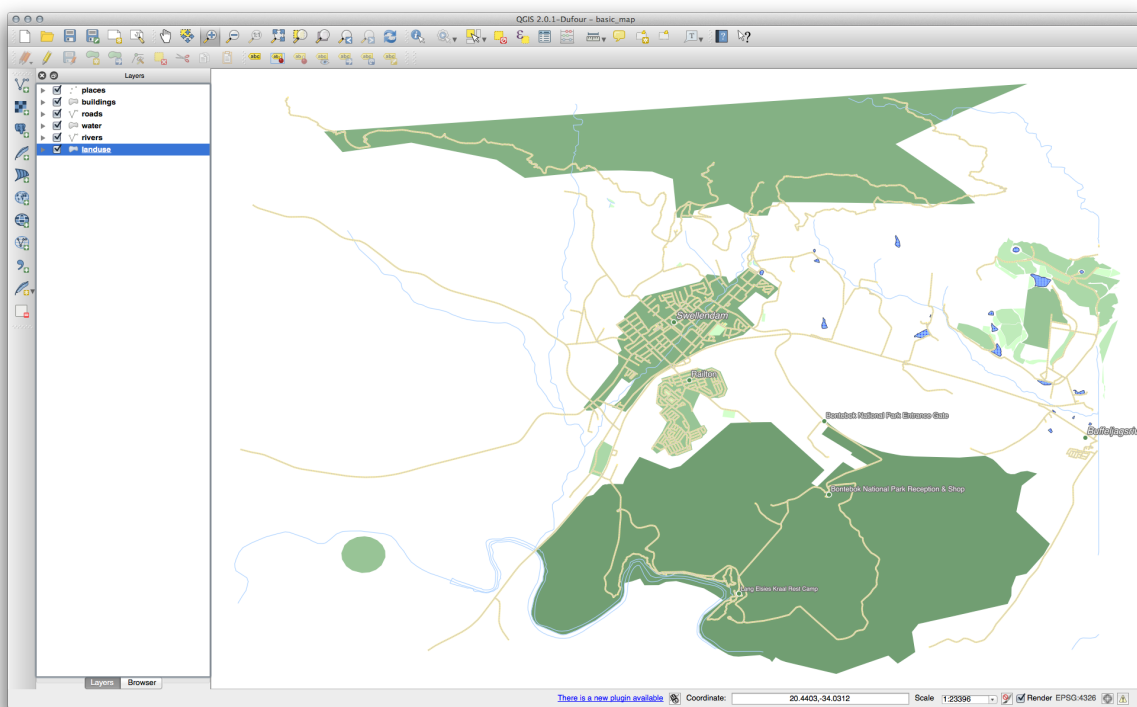 QGIS 2.0.1-Dufour - basic_map
Layers
places
buildings
roads
water
rivers
landuse
Swellendam
Railton
Bontebok National Park Entrance Gate
Buffeljagsriv
Bontebok National Park Reception & Shop
Lang Elsies Kraal Rest Camp
Layers
Browser
There is a new plugin available
Coordinate:
20.4403,-34.0312
Scale
1:23396
Render
EPSG:4326